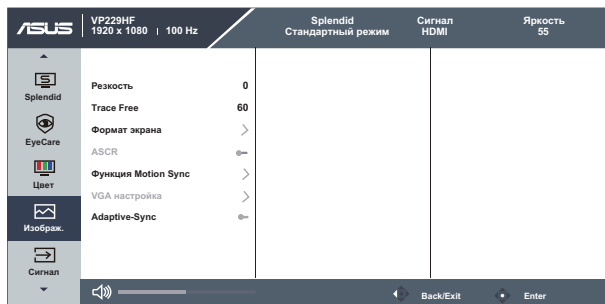 ASUS
VP229HF
1920 x 1080 | 100 Hz
Splendid
Стандартный режим
Сигнал
HDMI
Яркость
55
Splendid
EyeCare
Цвет
Изображ.
Сигнал
Резкость 0
Trace Free 60
Формат экрана
ASCR
Функция Motion Sync
VGA настройка
Adaptive-Sync
Back/Exit
Enter